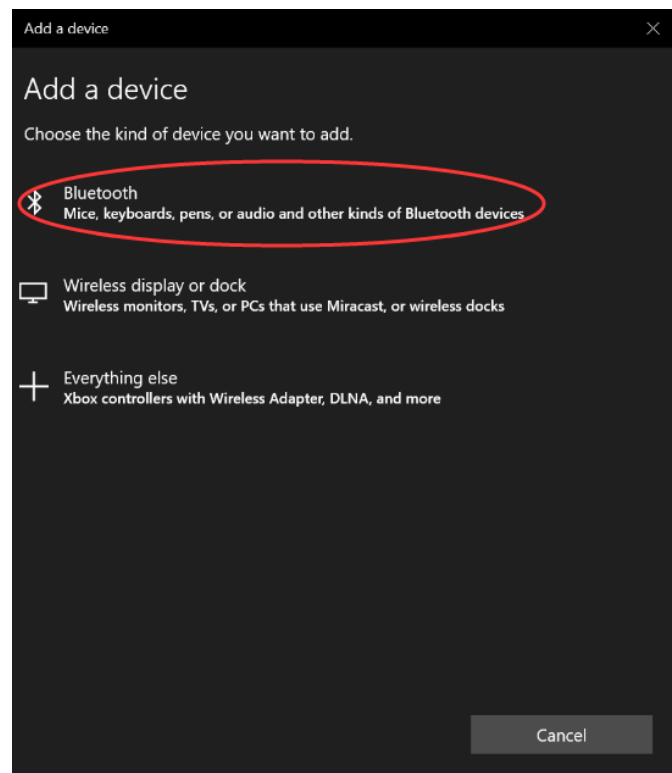 Add a device
Add a device
Choose the kind of device you want to add.
Bluetooth
Mice, keyboards, pens, or audio and other kinds of Bluetooth devices
Wireless display or dock
Wireless monitors, TVs, or PCs that use Miracast, or wireless docks
Everything else
Xbox controllers with Wireless Adapter, DLNA, and more
Cancel